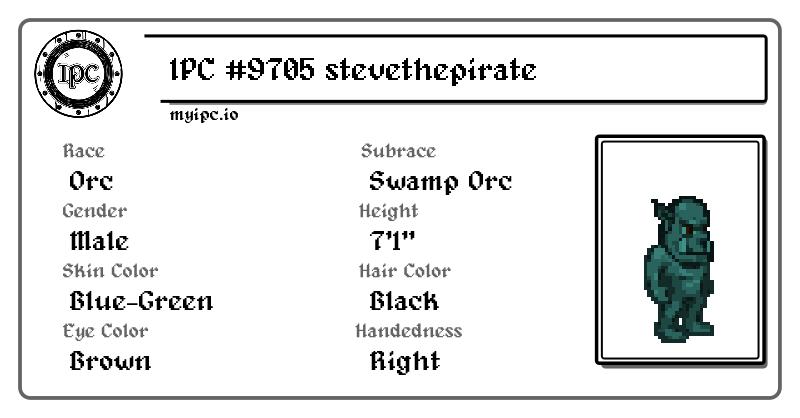 IPC
IPC #9705 stevethepirate
myipc.io
Race
Orc
Subrace
Swamp Orc
Gender
Male
Height
7'1"
Skin Color
Blue-Green
Hair Color
Black
Eye Color
Brown
Handedness
Right